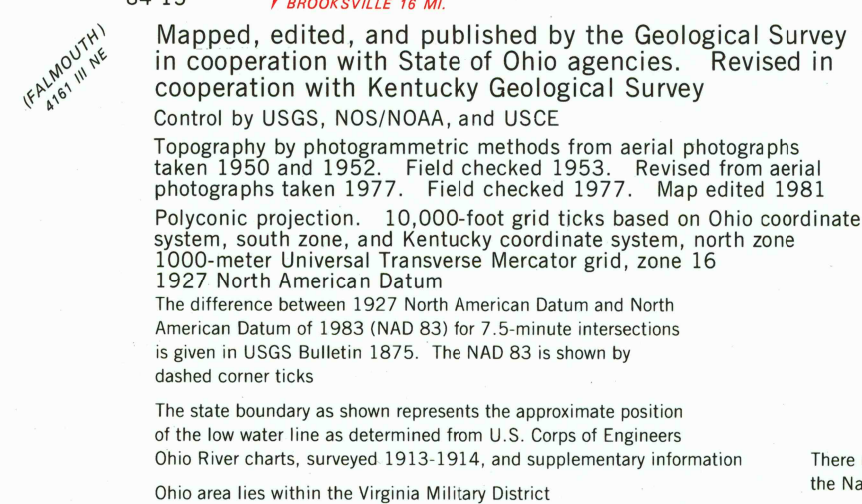 BROOKSVILLE 16 MI.
(FALMOUTH)
4161 III NE
Mapped, edited, and published by the Geological Survey
in cooperation with State of Ohio agencies. Revised in
cooperation with Kentucky Geological Survey
Control by USGS, NOS/NOAA, and USCE
Topography by photogrammetric methods from aerial photographs
taken 1950 and 1952. Field checked 1953. Revised from aerial
photographs taken 1977. Field checked 1977. Map edited 1981
Polyconic projection. 10,000-foot grid ticks based on Ohio coordinate
system, south zone, and Kentucky coordinate system, north zone
1000-meter Universal Transverse Mercator grid, zone 16
1927 North American Datum
The difference between 1927 North American Datum and North
American Datum of 1983 (NAD 83) for 7.5-minute intersections
is given in USGS Bulletin 1875. The NAD 83 is shown by
dashed corner ticks
The state boundary as shown represents the approximate position
of the low water line as determined from U.S. Corps of Engineers
Ohio River charts, surveyed 1913-1914, and supplementary information
Ohio area lies within the Virginia Military District
There
the Na